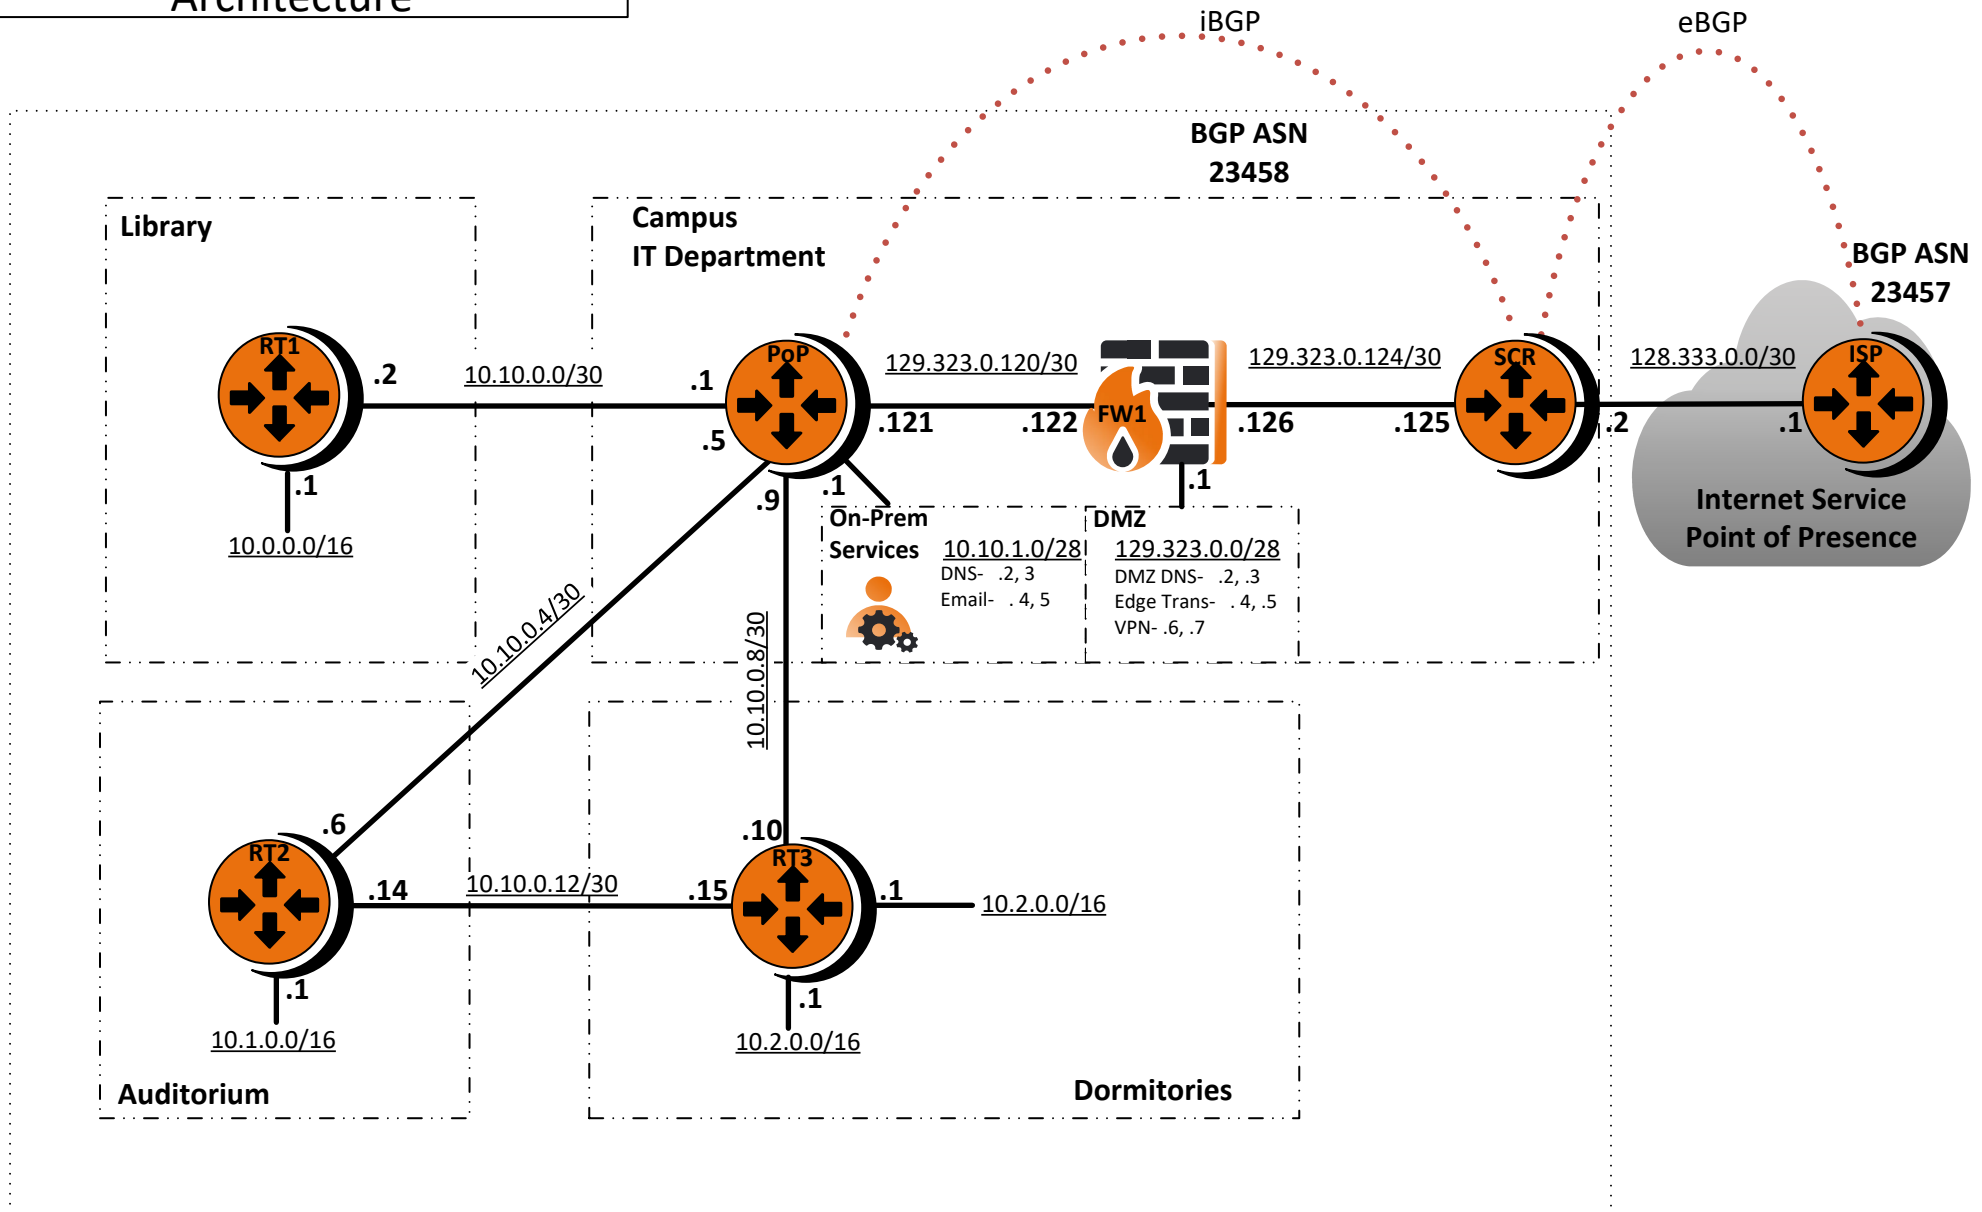 Architecture
iBGP
eBGP
BGP ASN
23458
Library
Campus
IT Department
BGP ASN
23457
RT1
.2
10.10.0.0/30
.1
PoP
129.323.0.120/30
129.323.0.124/30
SCR
128.333.0.0/30
ISP
.5
.121
.122
FW1
.126
.125
.2
.1
.1
10.0.0.0/16
.9
.1
.1
On-Prem
Services
10.10.1.0/28
DNS- .2, 3
Email- . 4, 5
DMZ
129.323.0.0/28
DMZ DNS- .2, .3
Edge Trans- . 4, .5
VPN- .6, .7
Internet Service
Point of Presence
10.10.0.4/30
10.10.0.8/30
.6
.10
RT2
RT3
.14
10.10.0.12/30
.15
.1
10.2.0.0/16
.1
10.1.0.0/16
.1
10.2.0.0/16
Auditorium
Dormitories